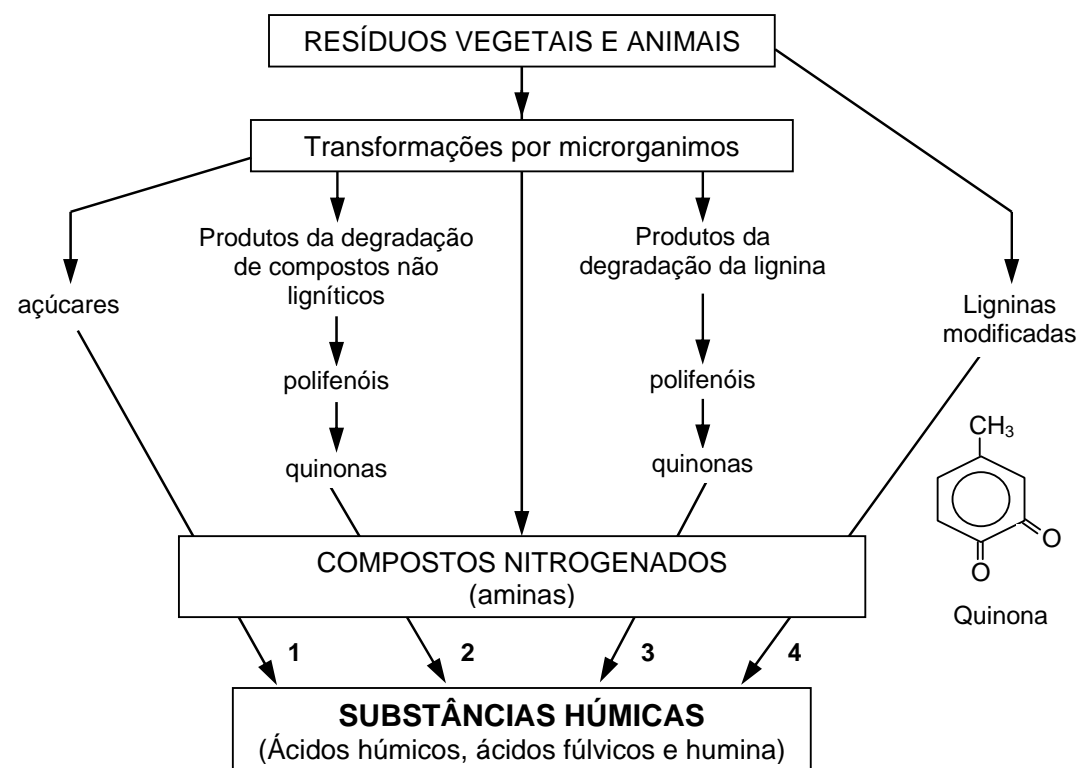 RESÍDUOS VEGETAIS E ANIMAIS
Transformações por microrganimos
Produtos da degradação
de compostos não
ligníticos
Produtos da
degradação da lignina
açúcares
Ligninas
modificadas
polifenóis
polifenóis
quinonas
quinonas
CH3
O
O
Quinona
COMPOSTOS NITROGENADOS
(aminas)
1
2
3
4
SUBSTÂNCIAS HÚMICAS
(Ácidos húmicos, ácidos fúlvicos e humina)